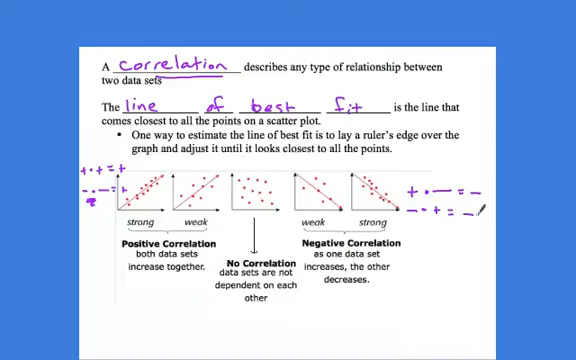 A correlation describes any type of relationship between
two data sets
The line of best fit is the line that
comes closest to all the points on a scatter plot.
• One way to estimate the line of best fit is to lay a ruler's edge over the
graph and adjust it until it looks closest to all the points.
+ • + = +
- • - = +
+ • - = -
- • + = -
strong weak weak strong
Positive Correlation
both data sets
increase together.
No Correlation
data sets are not
dependent on each
other
Negative Correlation
as one data set
increases, the other
decreases.